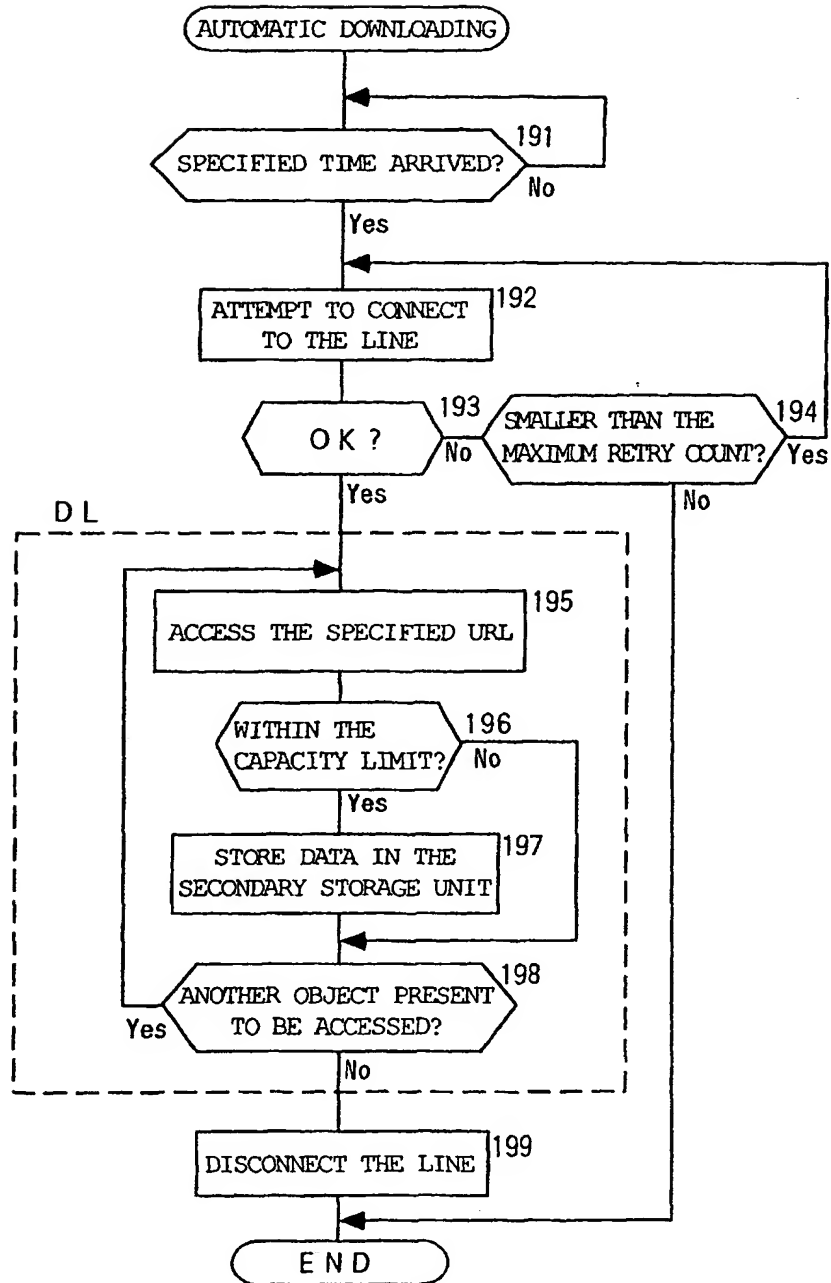 AUTOMATIC DOWNLOADING
191
SPECIFIED TIME ARRIVED?
No
Yes
192
ATTEMPT TO CONNECT
TO THE LINE
193
OK?
No
Yes
194
SMALLER THAN THE
MAXIMUM RETRY COUNT?
Yes
No
DL
195
ACCESS THE SPECIFIED URL
196
WITHIN THE
CAPACITY LIMIT?
No
Yes
197
STORE DATA IN THE
SECONDARY STORAGE UNIT
198
ANOTHER OBJECT PRESENT
TO BE ACCESSED?
Yes
No
199
DISCONNECT THE LINE
END